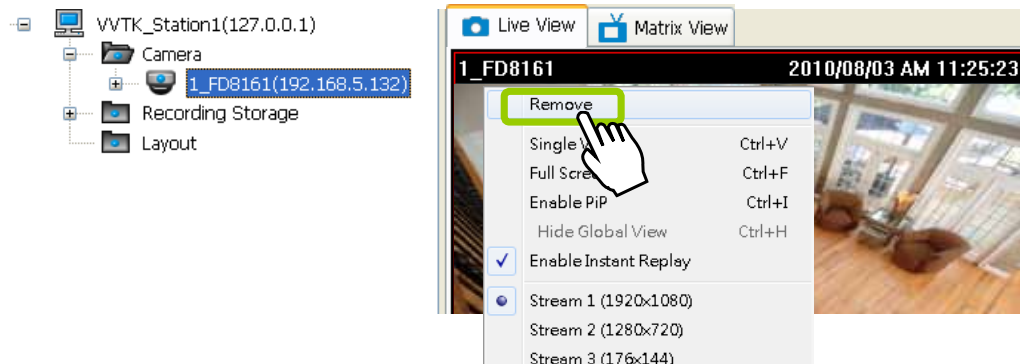 VVTK_Station1(127.0.0.1)
Camera
1_FD8161(192.168.5.132)
Recording Storage
Layout
Live View Matrix View
1_FD8161 2010/08/03 AM 11:25:23
Remove
Single Ctrl+V
Full Ctrl+F
Enable PiP Ctrl+I
Hide Global View Ctrl+H
Enable Instant Replay
Stream 1 (1920x1080)
Stream 2 (1280x720)
Stream 3 (176x144)